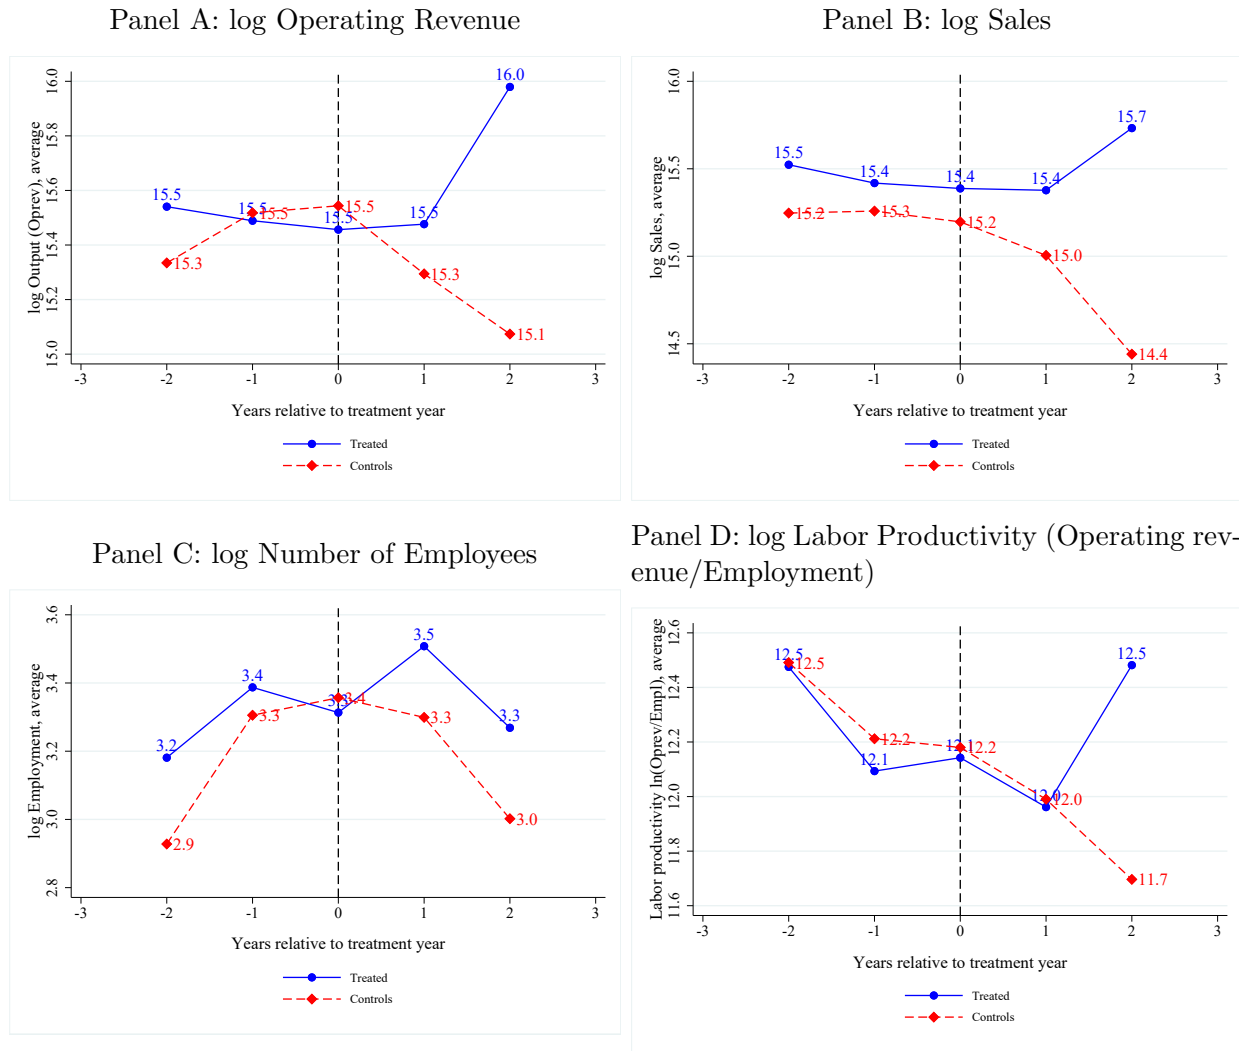 Panel A: log Operating Revenue
log Output (Oprev), average
16.0
15.8
15.6
15.4
15.2
15.0
15.5
15.5
15.5
15.5
16.0
15.3
15.5
15.5
15.3
15.1
-3 -2 -1 0 1 2 3
Years relative to treatment year
Treated
Controls
Panel B: log Sales
log Sales, average
16.0
15.5
15.0
14.5
15.5
15.4
15.4
15.4
15.7
15.2
15.3
15.2
15.0
14.4
-3 -2 -1 0 1 2 3
Years relative to treatment year
Treated
Controls
Panel C: log Number of Employees
log Employment, average
3.6
3.4
3.2
3.0
2.8
3.2
3.4
3.3
3.5
3.3
2.9
3.3
3.4
3.3
3.0
-3 -2 -1 0 1 2 3
Years relative to treatment year
Treated
Controls
Panel D: log Labor Productivity (Operating rev-
enue/Employment)
Labor productivity ln(Oprev/Empl), average
12.6
12.4
12.2
12.0
11.8
11.6
12.5
12.1
12.1
12.0
12.5
12.5
12.2
12.2
12.0
11.7
-3 -2 -1 0 1 2 3
Years relative to treatment year
Treated
Controls